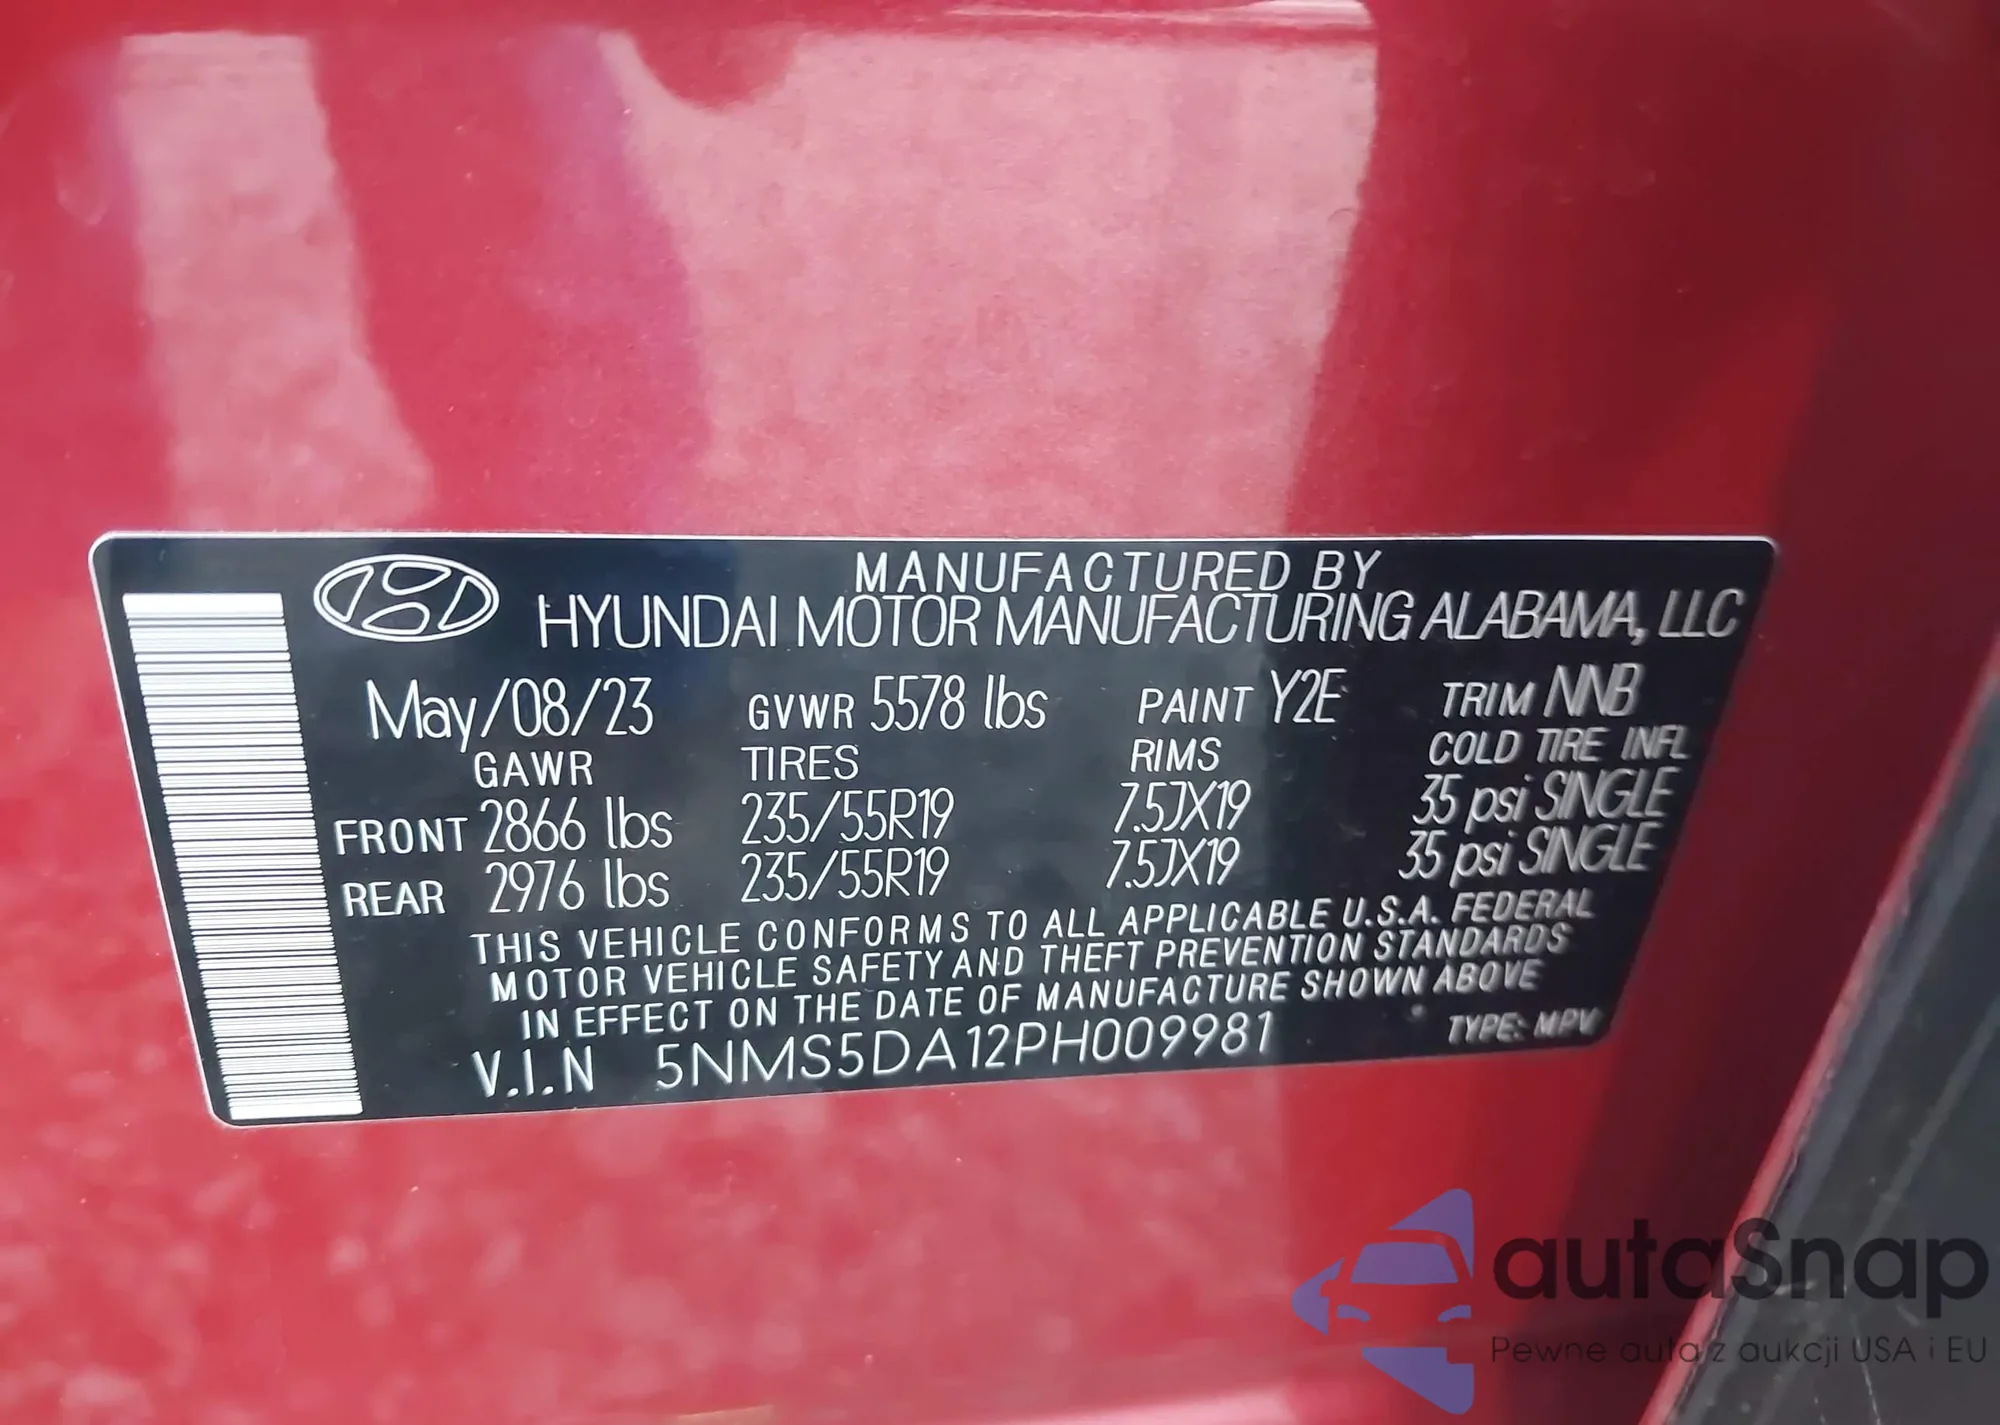 MANUFACTURED BY
HYUNDAI MOTOR MANUFACTURING ALABAMA, LLC
May/08/23 GVWR 5578 lbs PAINT Y2E TRIM NNB
GAWR TIRES RIMS COLD TIRE INFL
FRONT 2866 lbs 235/55R19 7.5JX19 35 psi SINGLE
REAR 2976 lbs 235/55R19 7.5JX19 35 psi SINGLE
THIS VEHICLE CONFORMS TO ALL APPLICABLE U.S.A. FEDERAL
MOTOR VEHICLE SAFETY AND THEFT PREVENTION STANDARDS
IN EFFECT ON THE DATE OF MANUFACTURE SHOWN ABOVE
V.I.N 5NMS5DA12PH009981 TYPE: MPV
autaSnap
Pewne auta z aukcji USA i EU